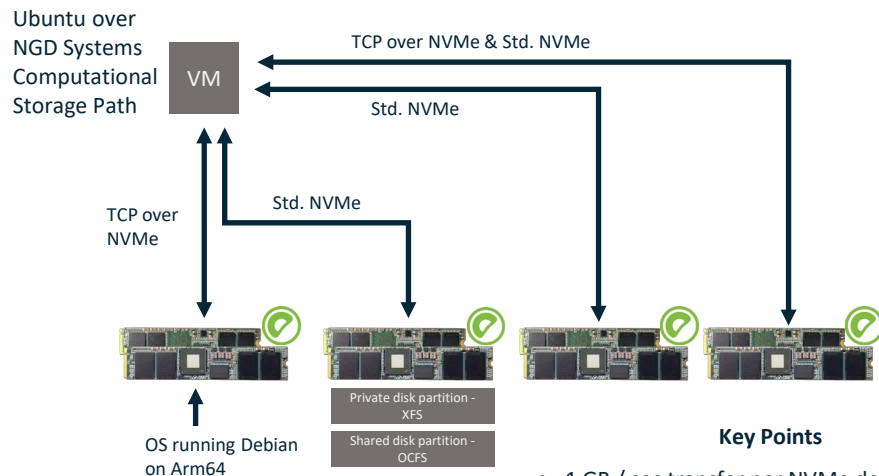 Ubuntu over
NGD Systems
Computational
Storage Path
VM
TCP over NVMe & Std. NVMe
Std. NVMe
Std. NVMe
TCP over
NVMe
Private disk partition -
XFS
Shared disk partition -
OCFS
OS running Debian
on Arm64
Key Points